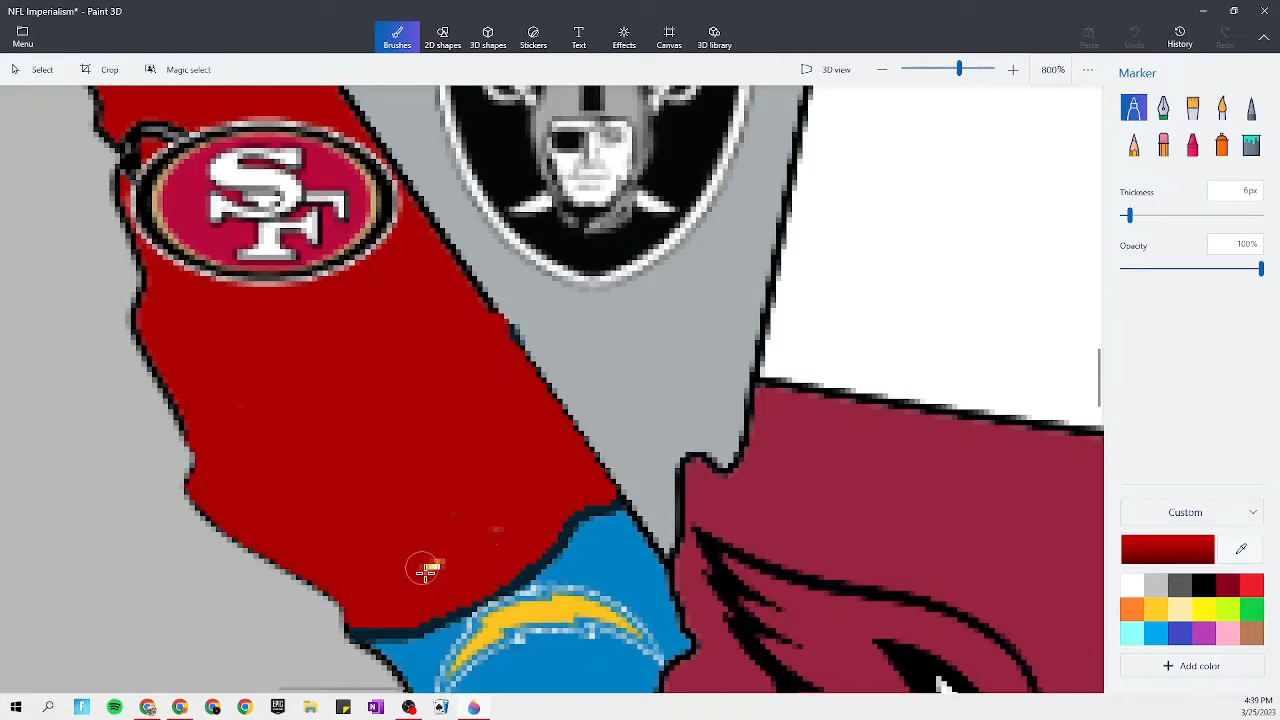 NFL Imperialism* - Paint 3D
Menu
Brushes
2D shapes
3D shapes
Stickers
Text
Effects
Canvas
3D library
Paste
Undo
History
Redo
Select
Crop
Magic select
3D view
800%
Marker
Thickness
6px
Opacity
100%
SF
Custom
Add color
EPIC
4:39 PM
3/25/2023